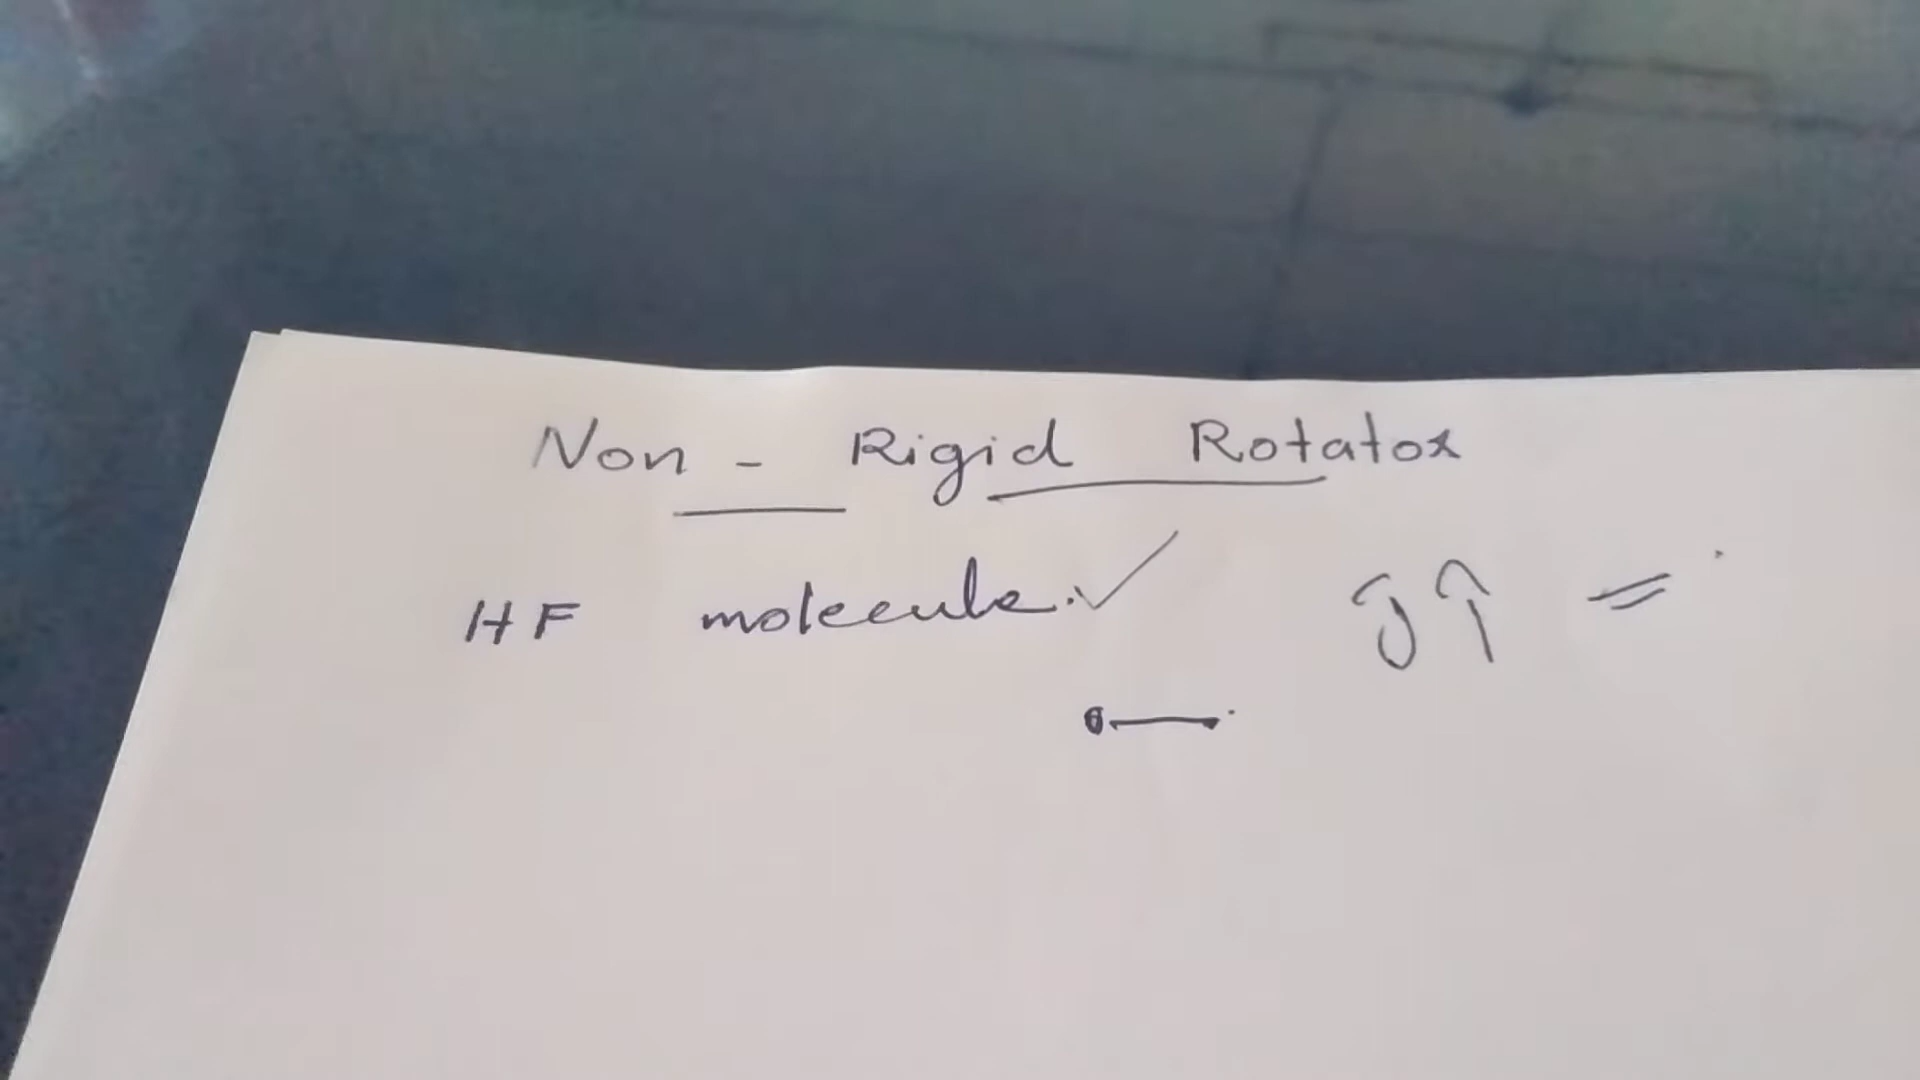 Non - Rigid Rotator
HF molecule. ✓ J↑ =